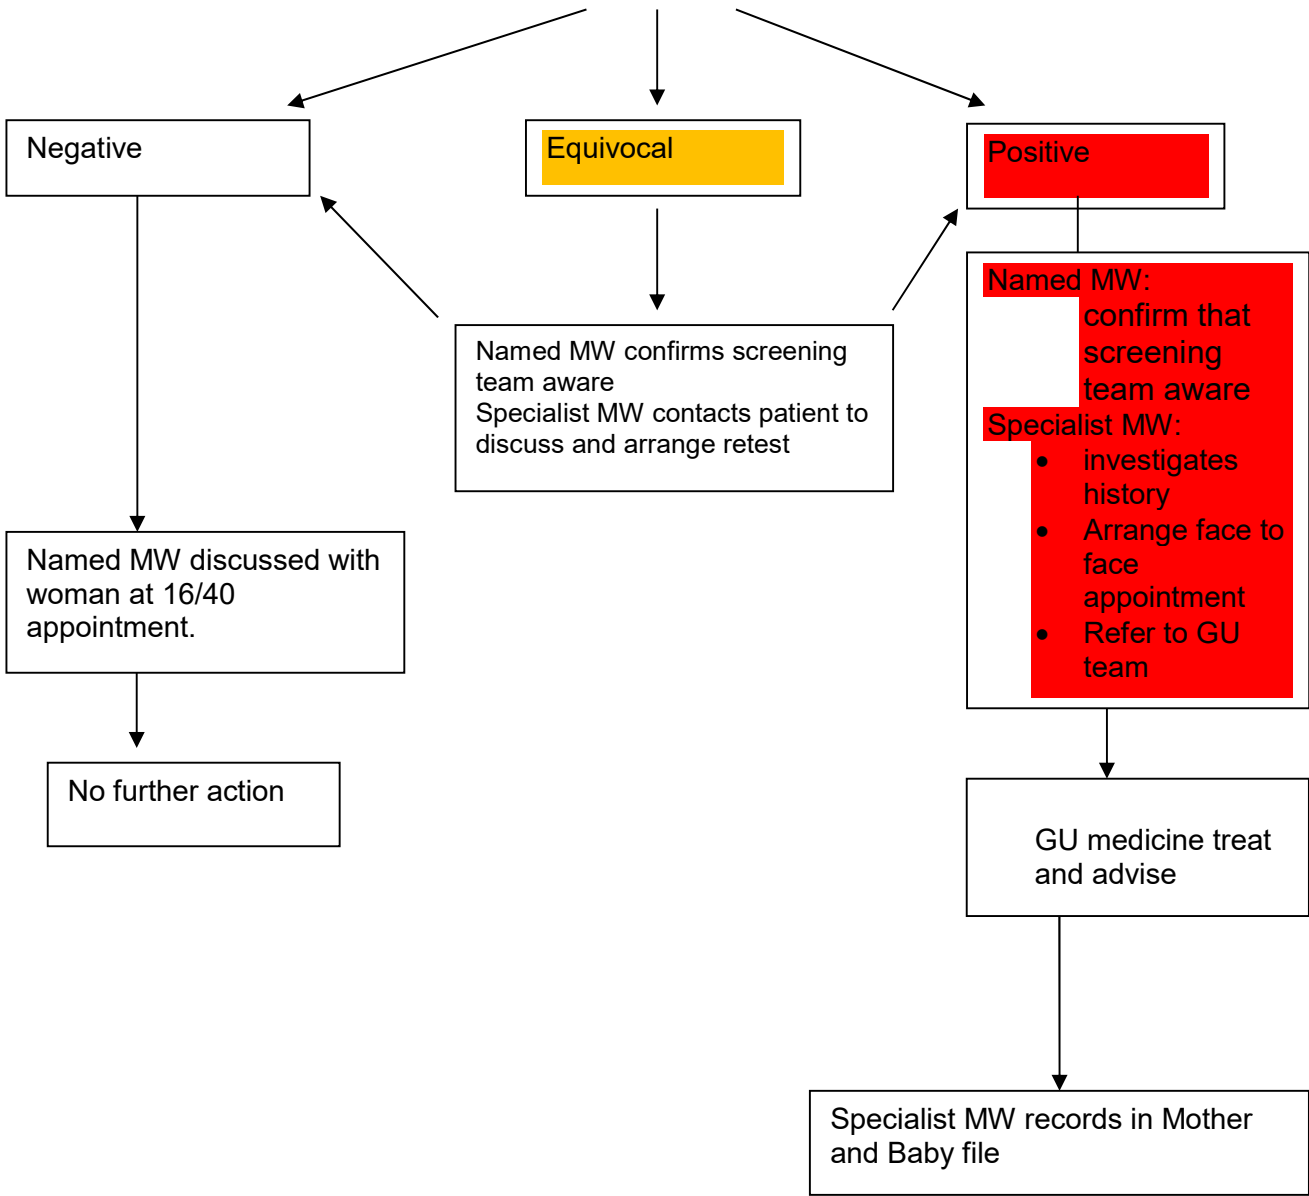 Negative
Equivocal
Positive
Named MW confirms screening
team aware
Specialist MW contacts patient to
discuss and arrange retest
Named MW:
confirm that
screening
team aware
Specialist MW:
• investigates
history
• Arrange face to
face
appointment
• Refer to GU
team
Named MW discussed with
woman at 16/40
appointment.
No further action
GU medicine treat
and advise
Specialist MW records in Mother
and Baby file